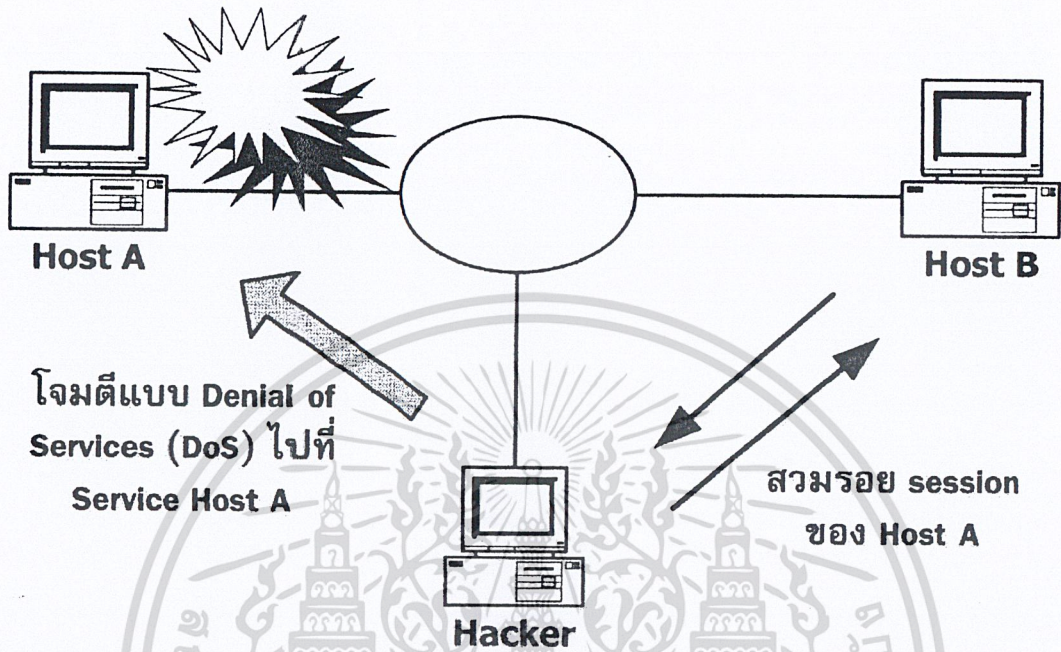 Host A
Host B
โจมตีแบบ Denial of
Services (DoS) ไปที่
Service Host A
สวมรอย session
ของ Host A
Hacker